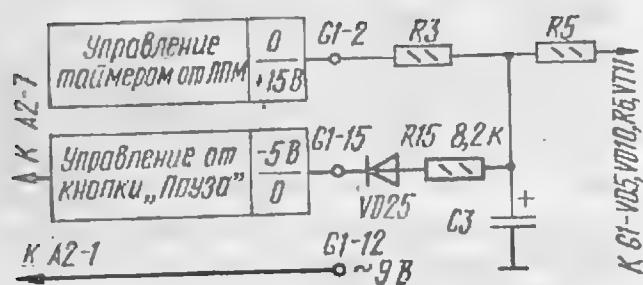 Управление
таймером от ЛПМ
0
+15 В
G1-2
R3
R5
К А2-7
Управление от
кнопки „Пауза”
-5 В
0
G1-15
VD25
R15 8,2 к
C3
+
К А2-1
G1-12
~9 В
К G1-VD5, VD10, R6, VT11